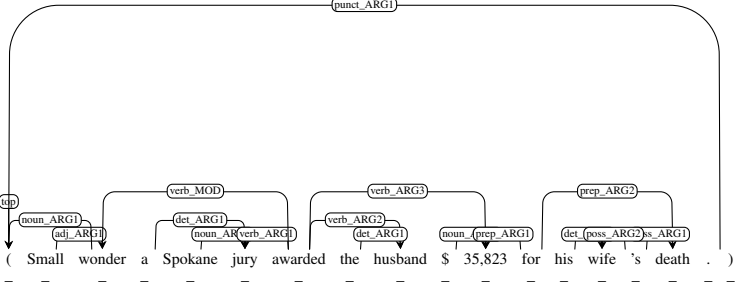 punct_ARG1
verb_MOD verb_ARG3 prep_ARG2
top
noun_ARG1 det_ARG1 verb_ARG2
adj_ARG1 verb_ARG1 det_ARG1 prep_ARG1 poss_ARG2
( Small wonder a Spokane jury awarded the husband $ 35,823 for his wife 's death . )
_ _ _ _ _ _ _ _ _ _ _ _ _ _ _ _ _ _